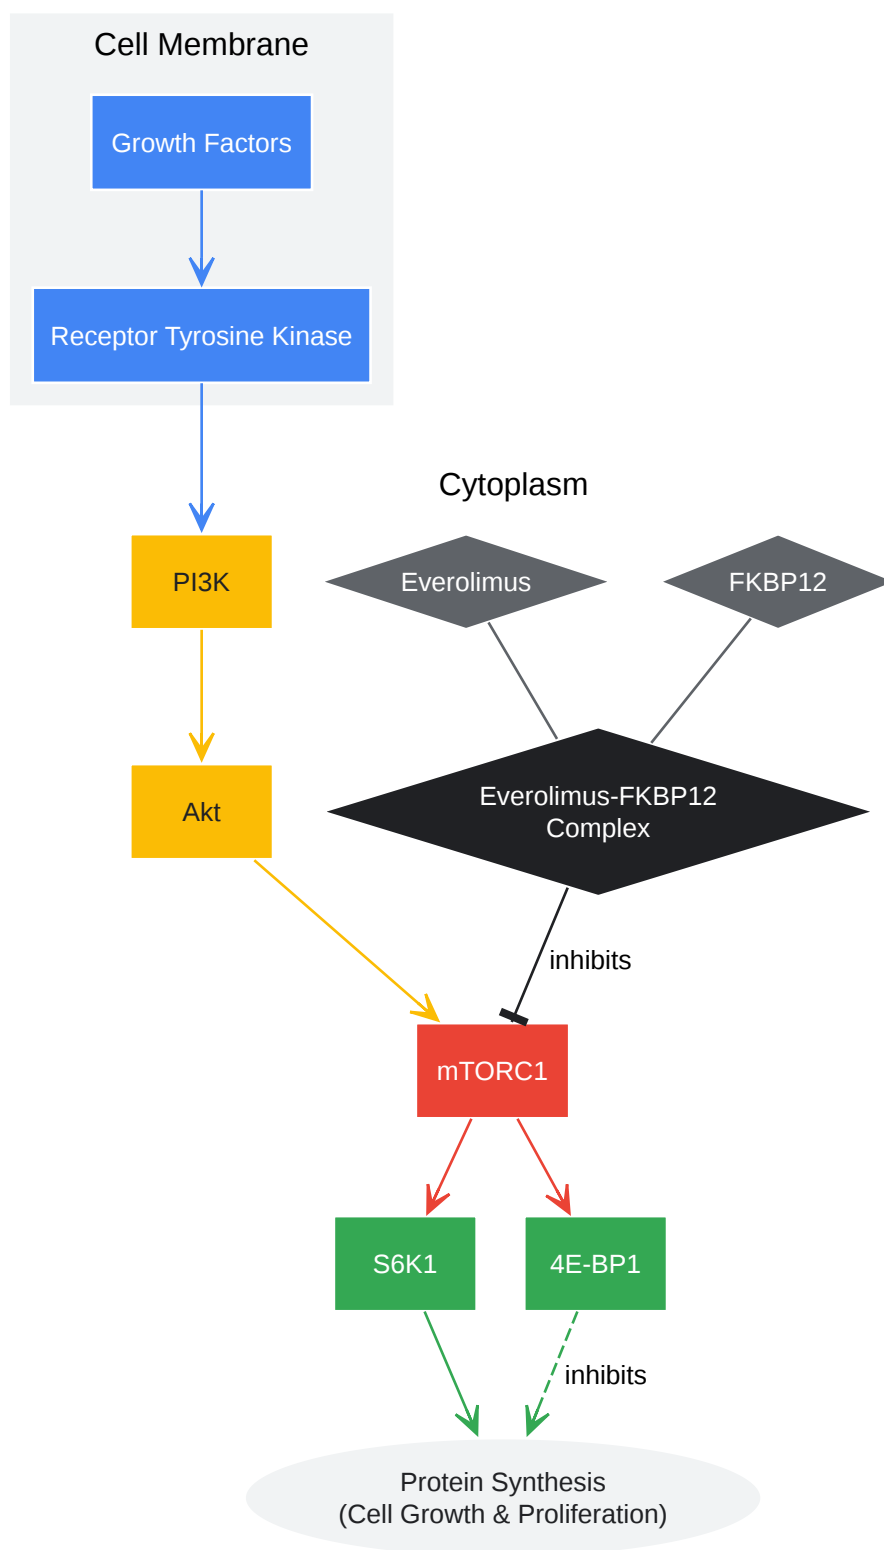 Cell Membrane
Growth Factors
Receptor Tyrosine Kinase
Cytoplasm
PI3K
Everolimus
FKBP12
Akt
Everolimus-FKBP12
Complex
inhibits
mTORC1
S6K1
4E-BP1
inhibits
Protein Synthesis
(Cell Growth & Proliferation)